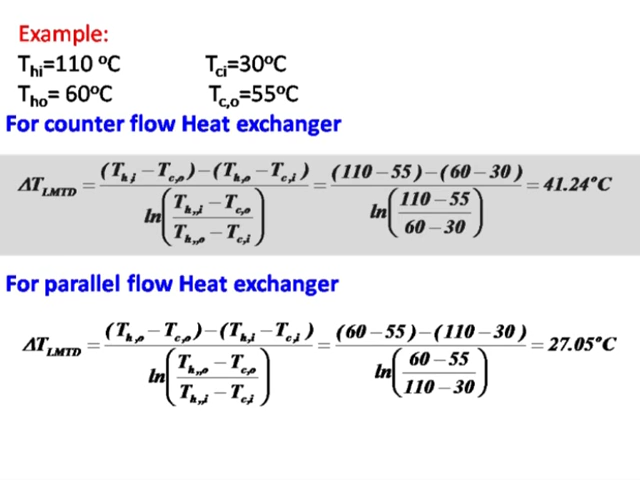 Example:
T_hi=110 ºC T_ci=30ºC
T_ho= 60ºC T_c,o=55ºC
For counter flow Heat exchanger
ΔT_LMTD = ((T_h,i − T_c,o) − (T_h,o − T_c,i)) / ln((T_h,,i − T_c,o) / (T_h,,o − T_c,i)) = ((110 − 55) − (60 − 30)) / ln((110 − 55) / (60 − 30)) = 41.24°C
For parallel flow Heat exchanger
ΔT_LMTD = ((T_h,o − T_c,o) − (T_h,i − T_c,i)) / ln((T_h,,o − T_c,o) / (T_h,,i − T_c,i)) = ((60 − 55) − (110 − 30)) / ln((60 − 55) / (110 − 30)) = 27.05°C